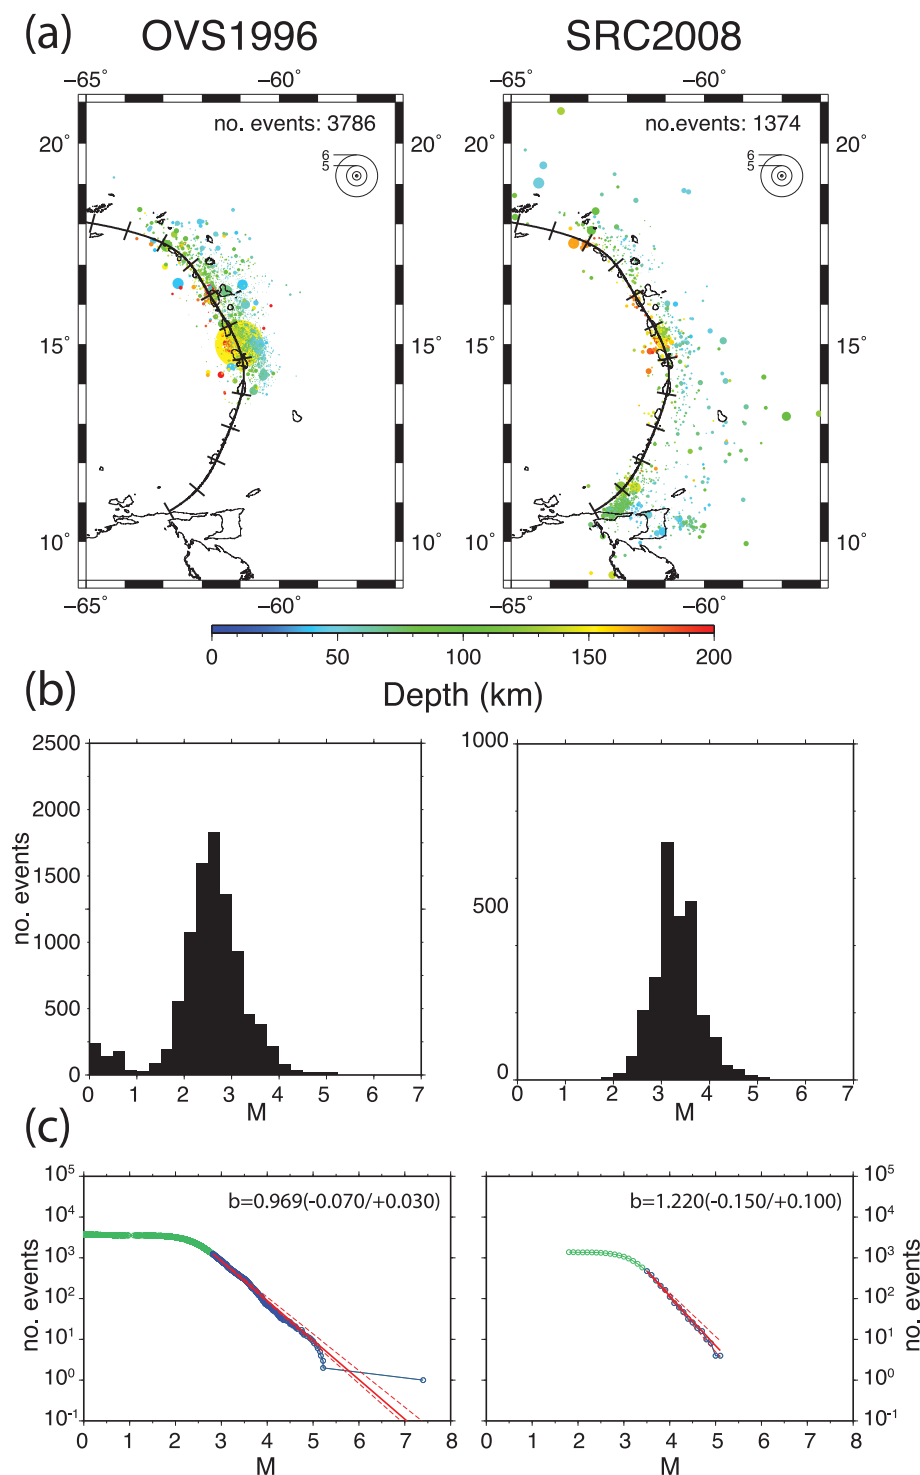 (a) OVS1996 SRC2008
−65° −60° −65° −60°
no. events: 3786 no.events: 1374
20° 20° 20° 20°
6 6
5 5
15° 15° 15° 15°
10° 10° 10° 10°
−65° −60° −65° −60°
0 50 100 150 200
Depth (km)
(b)
2500
2000
1500
1000
500
0
no. events
0 1 2 3 4 5 6 7
M
1000
500
0
0 1 2 3 4 5 6 7
M
(c)
b=0.969(-0.070/+0.030)
10^5
10^4
10^3
10^2
10^1
10^0
10^-1
no. events
0 1 2 3 4 5 6 7 8
M
b=1.220(-0.150/+0.100)
10^5
10^4
10^3
10^2
10^1
10^0
10^-1
no. events
0 1 2 3 4 5 6 7 8
M